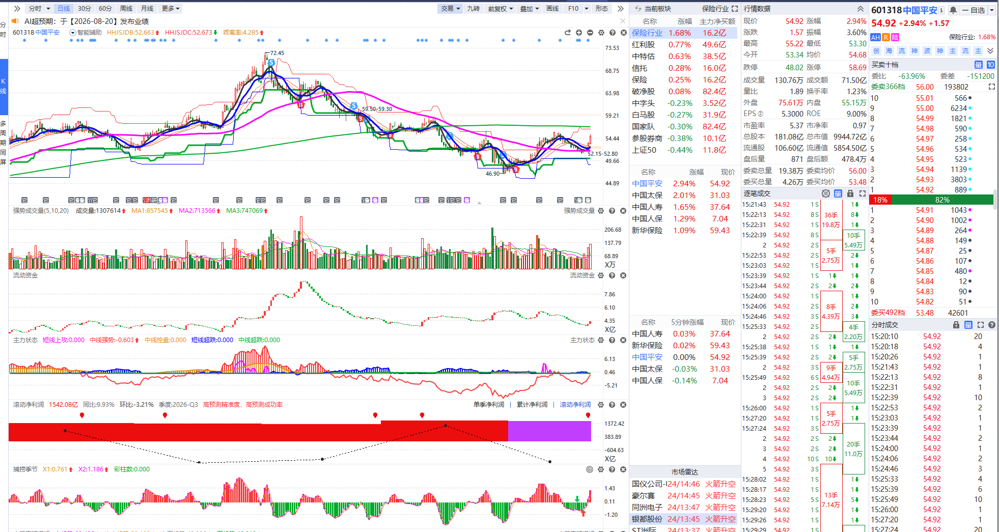 分时 日线 30分 60分 周线 月线 更多 交易 九转 前复权 叠加 画线 F10 形态
AI超预期：于【2026-08-20】发布业绩
601318 中国平安 智能辅助 HHJSJDB:52.663 HHJSJDC:52.673 乖离率:4.285
分时
K线
多周期同屏
73.53
72.45
68.75
63.98
59.50-59.30
59.21
54.44
52.15-52.80
49.66
46.90
44.89
强势成交量(5,10,20) 成交量:1307614 MA1:857545 MA2:713566 MA3:747069 强势成交量
206.68
137.79
68.89
X万
流动资金 流动资金
7.86
6.10
4.35
X亿
主力状态 短线上攻:0.000 中线强势:-0.603 中线控盘:0.000 短线超跌:0.000 中线超跌:0.000 主力状态
6.13
0.46
-5.21
滚动净利润 1542.08亿 同比:9.93% 环比:-3.21% 季度:2026-Q3 高预测精准度，高预测成功率 单季净利润 累计净利润 滚动净利润
1372.42
383.89
-604.63
X亿
捕捞季节 X1:0.761 X2:1.186 彩柱数:0.000
1.43
0.11
-1.20
当前板块 保险行业
名称 涨幅 主力净买额
保险行业 1.68% 16.2亿
红利股 0.77% 49.6亿
中特估 0.63% 38.5亿
信托 0.28% 16.0亿
保险 0.25% 16.2亿
破净股 0.08% 82.4亿
中字头 -0.23% 3.52亿
白马股 -0.27% 31.9亿
国家队 -0.30% 82.4亿
参股券商 -0.38% 10.1亿
上证50 -0.44% 11.8亿
名称 涨幅 现价
中国平安 2.94% 54.92
中国太保 2.01% 31.03
中国人寿 1.65% 37.64
中国人保 1.29% 7.04
新华保险 1.09% 59.43
名称 5分钟涨幅 现价
中国人寿 0.03% 37.64
新华保险 0.02% 59.43
中国平安 0.00% 54.92
中国太保 -0.03% 31.03
中国人保 -0.14% 7.04
市场雷达
国仪公司 24/14:46 火箭升空
豪尔赛 24/14:45 火箭升空
同洲电子 24/13:47 火箭升空
银都股份 24/13:45 火箭升空
ST洲际 24/13:37 火箭升空
行情数据
现价 54.92 涨幅 2.94%
涨跌 1.57 振幅 3.60%
最高 55.22 最低 53.30
今开 53.34 均价 54.68
跌停 48.02 涨停 58.69
成交量 130.76万 成交额 71.50亿
量比 1.89 换手率 1.23%
外盘 75.61万 内盘 55.15万
EPS② 5.3000 ROE 9.00%
市盈率 5.37 市净率 0.97
总股本 181.08亿 总市值 9944.72亿
流通股 106.60亿 流通值 5854.50亿
盘后量 871 盘后额 478.4万
委卖总量 19.38万 委卖均价 56.00
委买总量 4.26万 委买均价 53.48
逐笔成交 单 量
15:21:43 54.92 1 S 1
15:22:13 54.92 8 S 36手 8
15:22:31 54.92 1 S 19.8万 1
15:22:39 54.92 8 S 10手
2 54.92 2 S 5.49万
15:22:53 54.92 2 S 5手 2
15:23:03 54.92 1 S 2.75万 1
15:23:39 54.92 1 S 1 1
15:23:44 54.92 2 S 2 2
15:24:00 54.92 1 S 1
15:24:06 54.92 2 S 8手 2
15:24:46 54.92 3 S 4.39万 3
15:25:33 54.92 2 S 4手
2 54.92 2 S 2 2.20万
15:25:38 54.92 1 S 1 1
15:25:39 54.92 2 S 2 5手
2 54.92 3 S 9手 2.75万
15:25:49 54.92 6 S 4.94万 10手
2 54.92 2 S 2 5.49万
3 54.92 2 S 2
15:26:00 54.92 1 S 5手 1
15:27:20 54.92 1 S 2.75万 1
15:27:24 54.92 3 S
2 54.92 2 S 2 20手
3 54.92 2 S 2 11.0万
4 54.92 10 S 10
5 54.92 3 S
15:28:02 54.92 1 S 1
15:28:17 54.92 1 S 13手 1
15:28:23 54.92 5 S 7.14万 5
15:29:20 54.92 1 S 1
15:29:26 54.92 1 S 1
15:29:29 54.92 1 S
601318 中国平安 自选
54.92 +2.94% +1.57
AH R 陆 保险行业: 1.68%
创 海 流 神 波 神 主 流 主
买卖十档 量 10
委比 -63.96% 委差 -151200
委卖366档 56.00 193802
10 55.01 566
9 55.00 6234
8 54.99 1821
7 54.98 590
6 54.97 258
5 54.96 534
4 54.95 523
3 54.94 1139
2 54.93 3803
1 54.92 889
18% 82%
1 54.91 1043
2 54.90 1002
3 54.89 264
4 54.88 149
5 54.87 25
6 54.86 107
7 54.85 480
8 54.84 12
9 54.83 90
10 54.82 51
委买492档 53.48 42601
分时成交 量
15:20:10 54.92 20
15:20:18 54.92 4
15:20:26 54.92 1
15:21:43 54.92 1
15:22:13 54.92 8
15:22:31 54.92 1
15:22:39 54.92 10
15:22:53 54.92 2
15:23:03 54.92 1
15:23:39 54.92 1
15:23:44 54.92 2
15:24:00 54.92 1
15:24:06 54.92 2
15:24:46 54.92 3
15:25:33 54.92 4
15:25:39 54.92 6
15:25:49 54.92 10
15:26:00 54.92 1
15:27:20 54.92 1
15:27:24 54.92 20